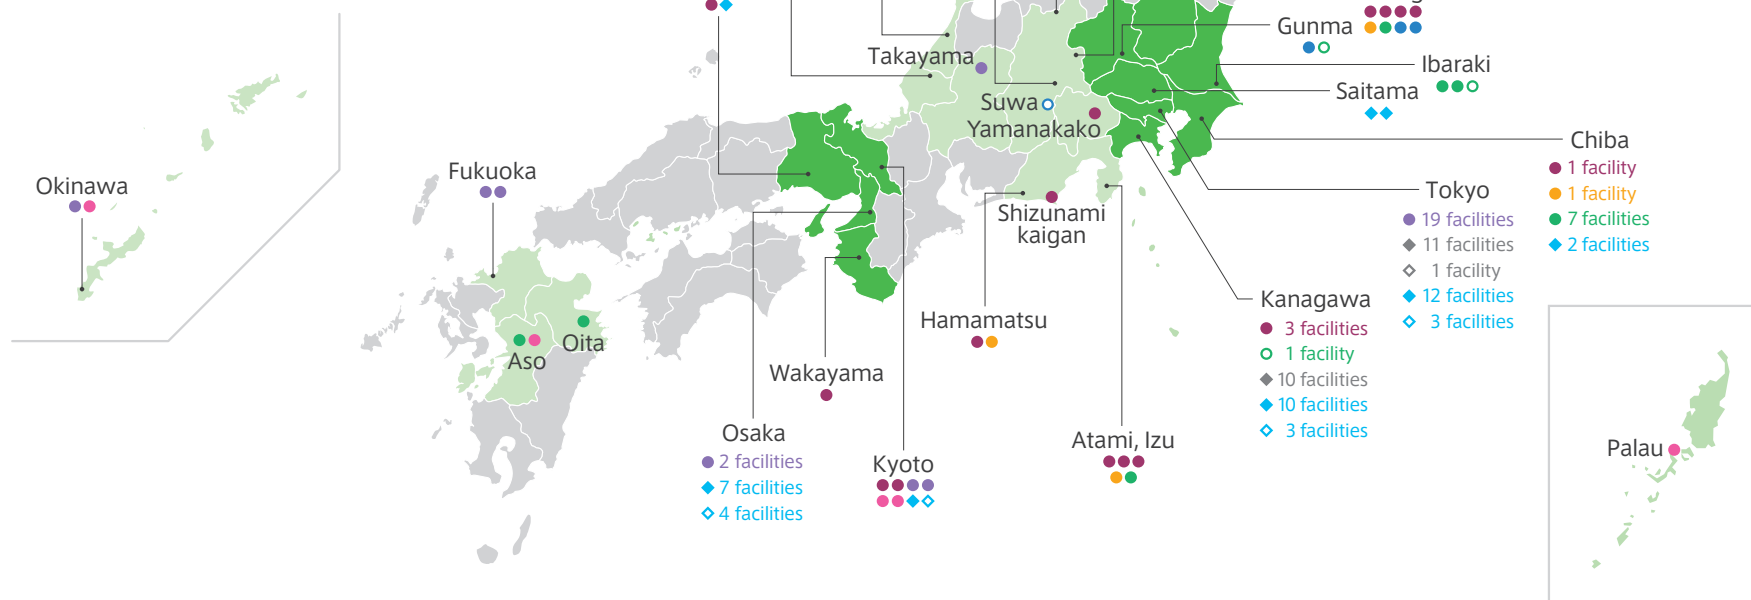 Gunma
Takayama
Ibaraki
Saitama
Suwa
Yamanakako
Chiba
1 facility
1 facility
7 facilities
2 facilities
Fukuoka
Okinawa
Tokyo
19 facilities
11 facilities
1 facility
12 facilities
3 facilities
Shizunami
kaigan
Kanagawa
3 facilities
1 facility
10 facilities
10 facilities
3 facilities
Hamamatsu
Oita
Aso
Wakayama
Osaka
2 facilities
7 facilities
4 facilities
Kyoto
Atami, Izu
Palau